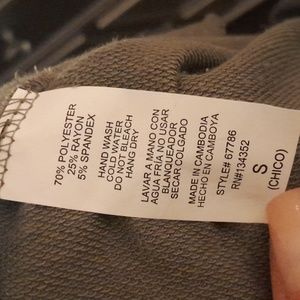 70% POLYESTER
25% RAYON
5% SPANDEX
HAND WASH
COLD WATER
DO NOT BLEACH
HANG DRY
LAVAR A MANO CON
AGUA FRIA NO USAR
BLANQUEADOR
SECAR COLGADO
MADE IN CAMBODIA
HECHO EN CAMBOYA
STYLE# 67786
RN#134352
S
(CHICO)